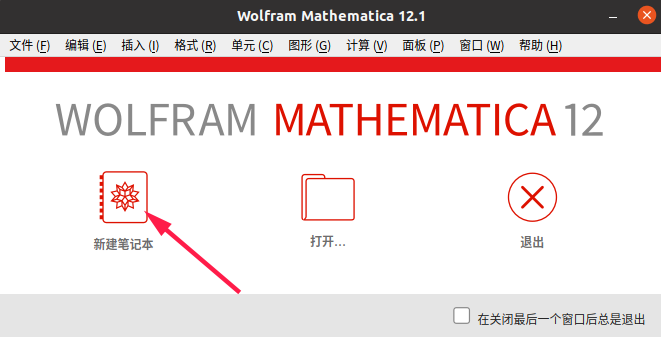 Wolfram Mathematica 12.1
文件 (F) 编辑 (E) 插入 (I) 格式 (R) 单元 (C) 图形 (G) 计算 (V) 面板 (P) 窗口 (W) 帮助 (H)
WOLFRAM MATHEMATICA 12
新建笔记本 打开... 退出
在关闭最后一个窗口后总是退出